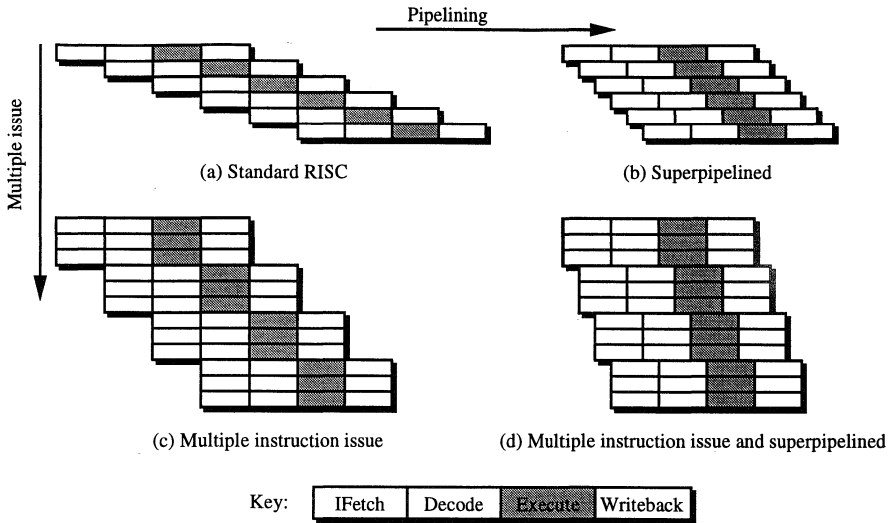 Pipelining
Multiple issue
(a) Standard RISC
(b) Superpipelined
(c) Multiple instruction issue
(d) Multiple instruction issue and superpipelined
Key:
IFetch
Decode
Execute
Writeback